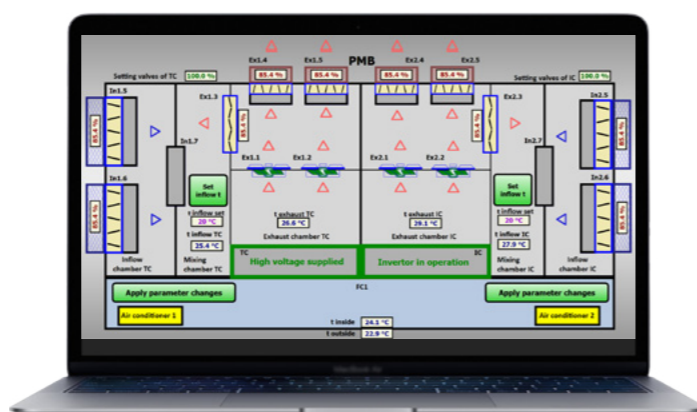 PMB
Ex1.4
Ex1.5
Ex2.4
Ex2.5
85.4 %
85.4 %
85.4 %
85.4 %
Setting valves of TC 100.0 %
Setting valves of IC 100.0 %
In1.5
Ex1.3
Ex2.3
In2.5
85.4 %
85.4 %
85.4 %
85.4 %
In1.7
In2.7
Ex1.1
Ex1.2
Ex2.1
Ex2.2
In1.6
In2.6
85.4 %
85.4 %
Set
inflow t
Set
inflow t
t inflow set
20 °C
t inflow TC
25.4 °C
t exhaust TC
26.6 °C
Exhaust chamber TC
t exhaust IC
29.1 °C
Exhaust chamber IC
t inflow set
20 °C
t inflow IC
27.9 °C
Inflow
chamber TC
Mixing
chamber TC
TC
High voltage supplied
IC
Invertor in operation
Mixing
chamber IC
Inflow
chamber IC
FC1
Apply parameter changes
Apply parameter changes
Air conditioner 1
Air conditioner 2
t inside 24.1 °C
t outside 22.9 °C
MacBook Air